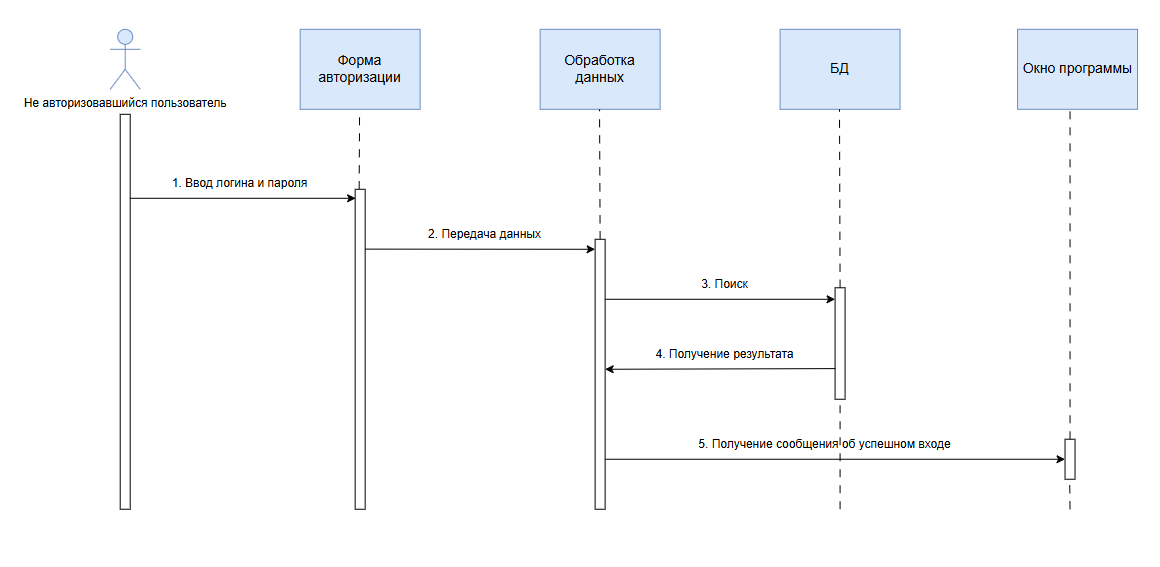 Не авторизовавшийся пользователь
Форма
авторизации
Обработка
данных
БД
Окно программы
1. Ввод логина и пароля
2. Передача данных
3. Поиск
4. Получение результата
5. Получение сообщения об успешном входе